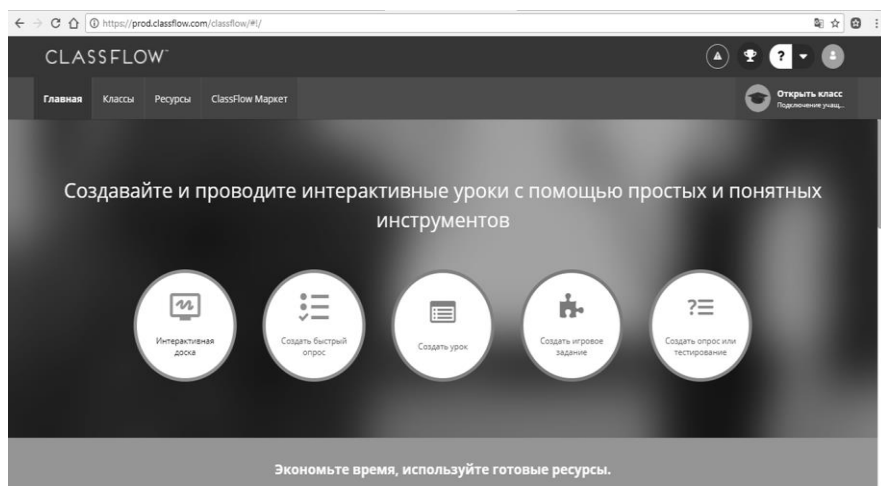 https://prod.classflow.com/classflow/#!/
CLASSFLOW™
?
Главная Классы Ресурсы ClassFlow Маркет
Открыть класс
Подключение учащ...
Создавайте и проводите интерактивные уроки с помощью простых и понятных
инструментов
Интерактивная
доска
Создать быстрый
опрос
Создать урок
Создать игровое
задание
?
Создать опрос или
тестирование
Экономьте время, используйте готовые ресурсы.